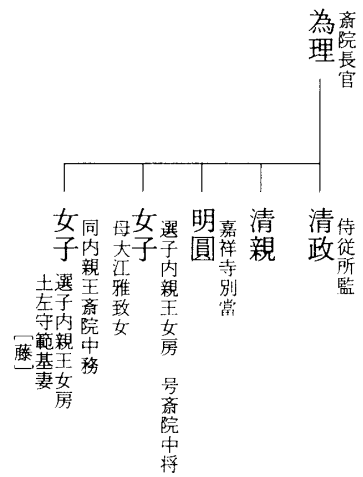 斎院長官
為理
侍従所監
清政
清親
嘉祥寺別當
明圓
選子内親王女房 号斎院中将
女子
母大江雅致女
同内親王斎院中務
女子
選子内親王女房
土左守範基妻
［藤］